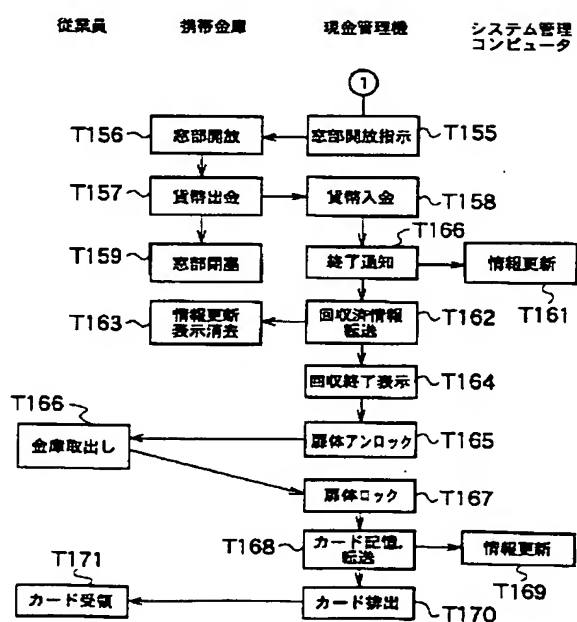 従業員
携帯金庫
現金管理機
システム管理
コンピュータ
1
T156
窓部開放
窓部開放指示
T155
T157
貨幣出金
貨幣入金
T158
T159
窓部閉塞
T166
終了通知
情報更新
T161
T163
情報更新
表示消去
回収済情報
転送
T162
回収終了表示
T164
T166
金庫取出し
扉体アンロック
T165
扉体ロック
T167
T168
カード記憶,
転送
情報更新
T169
T171
カード受領
カード排出
T170